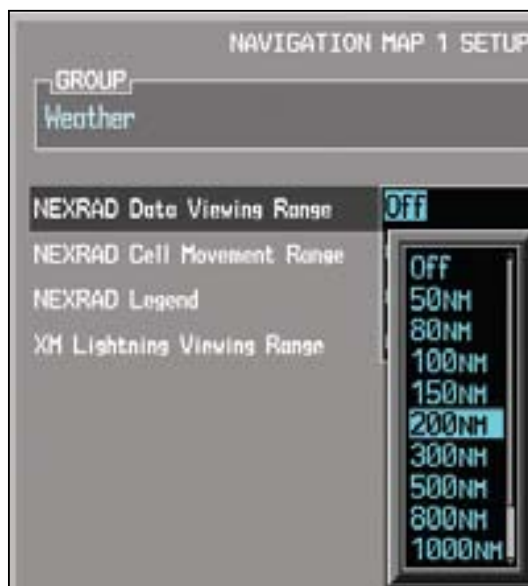 NAVIGATION MAP 1 SETUP
GROUP
Weather
NEXRAD Data Viewing Range
Off
NEXRAD Cell Movement Range
NEXRAD Legend
XM Lightning Viewing Range
Off
50NM
80NM
100NM
150NM
200NM
300NM
500NM
800NM
1000NM